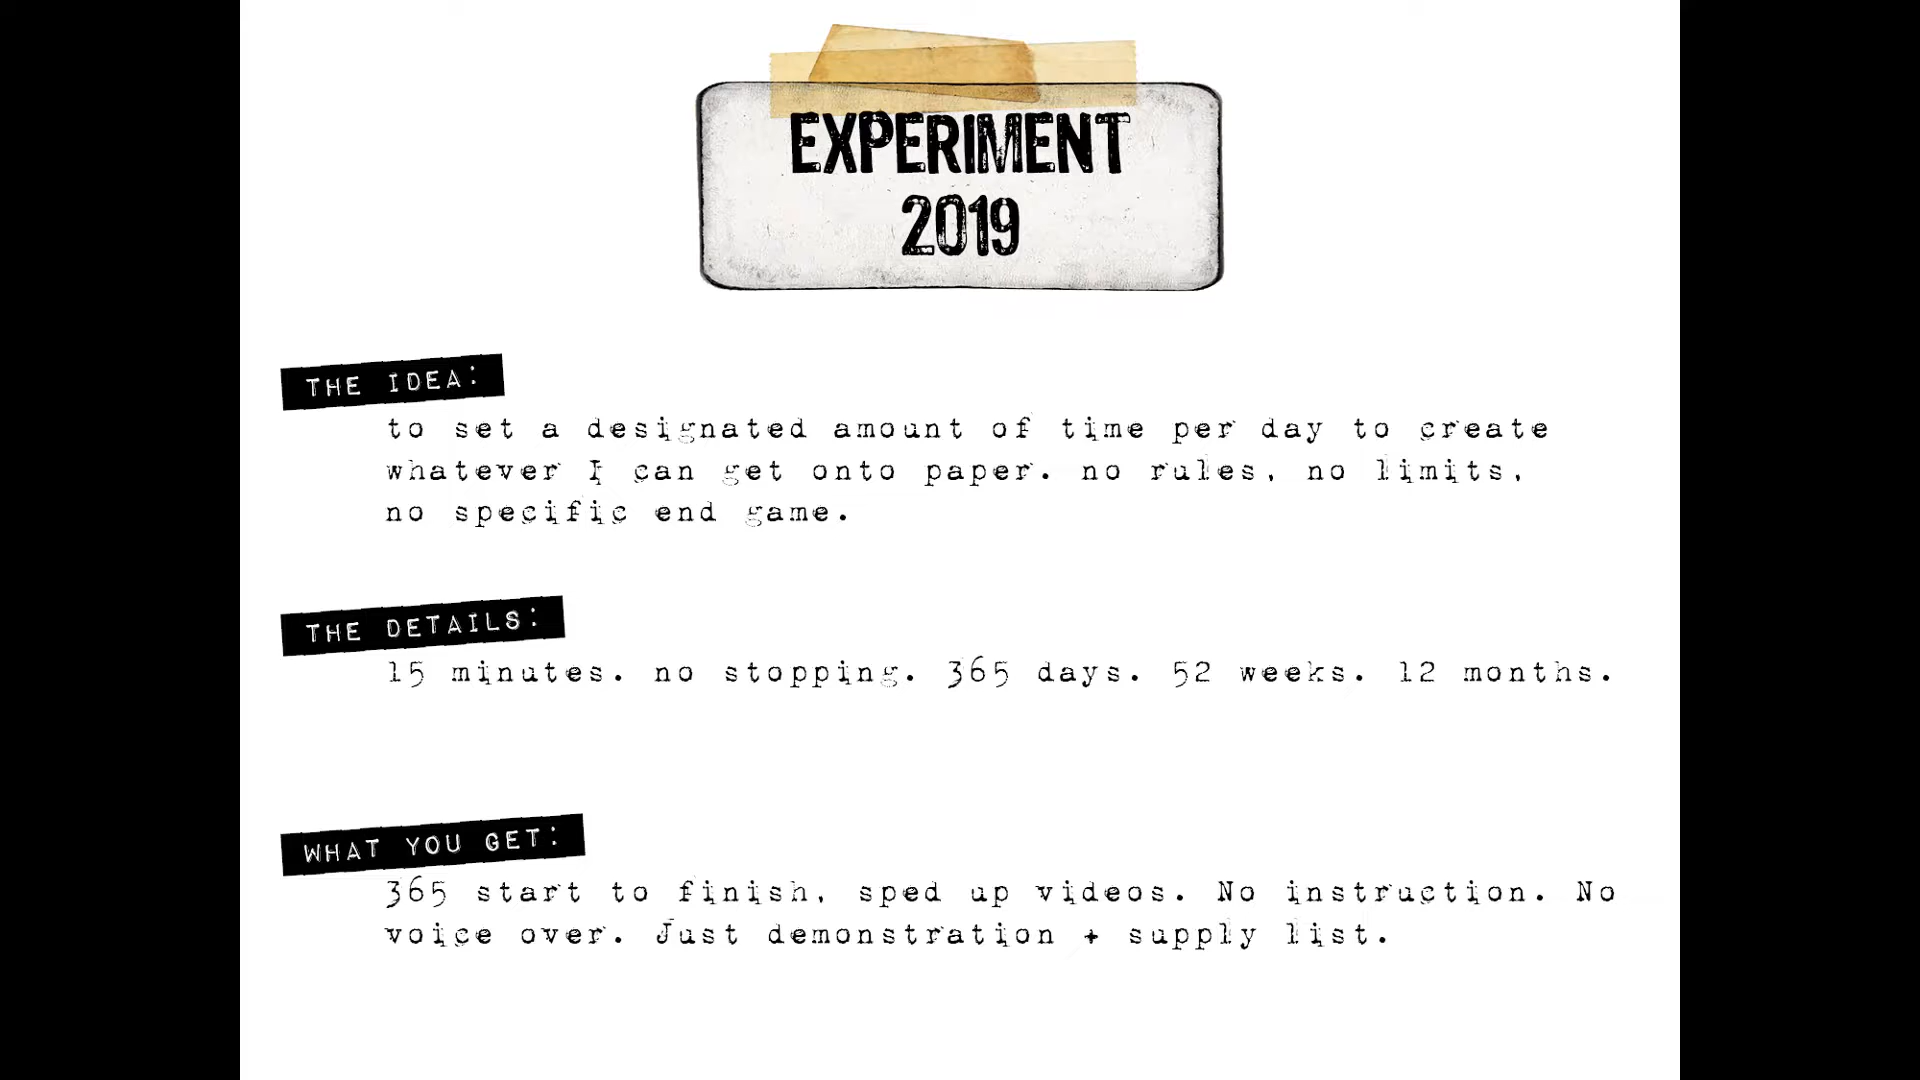 EXPERIMENT
2019
THE IDEA:
to set a designated amount of time per day to create
whatever I can get onto paper. no rules, no limits,
no specific end game.
THE DETAILS:
15 minutes. no stopping. 365 days. 52 weeks. 12 months.
WHAT YOU GET:
365 start to finish, sped up videos. No instruction. No
voice over. Just demonstration + supply list.